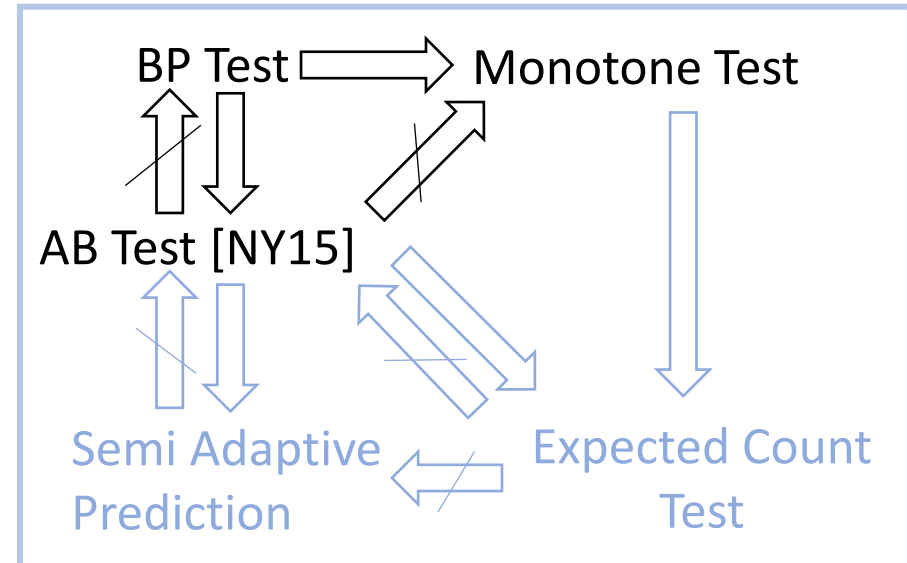 BP Test
Monotone Test
AB Test [NY15]
Semi Adaptive
Prediction
Expected Count
Test